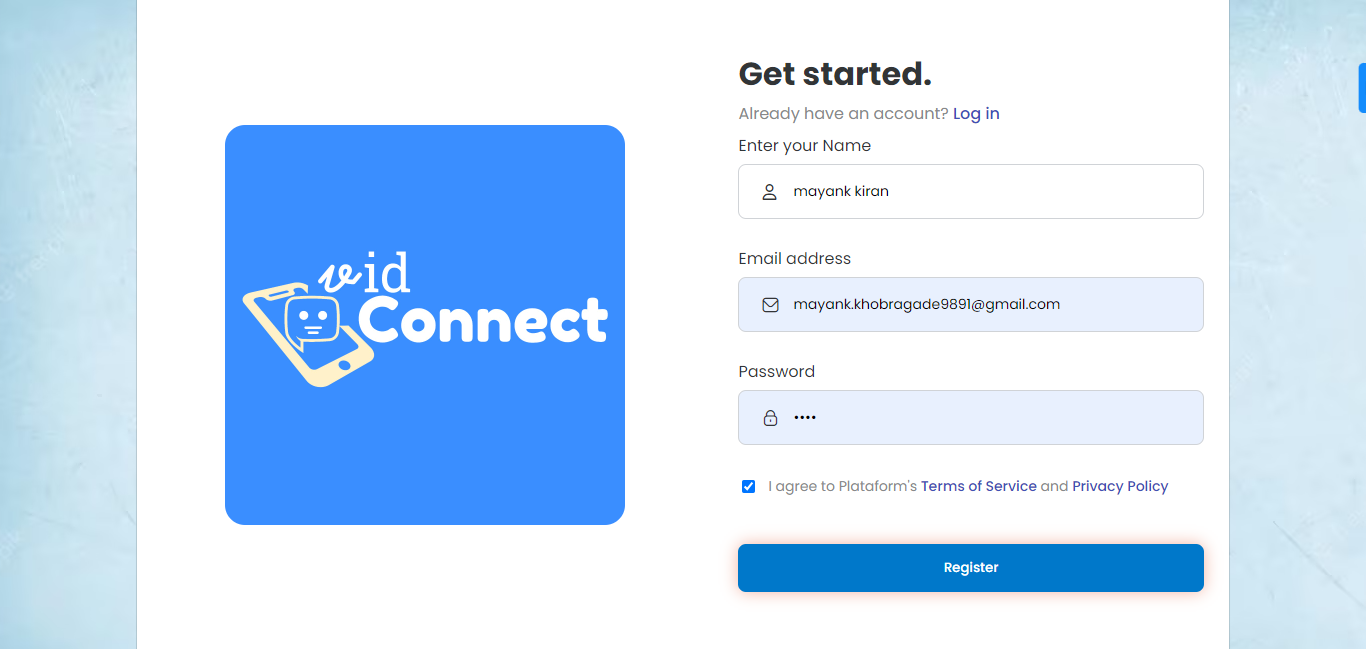 Get started.
Already have an account? Log in
Enter your Name
mayank kiran
Email address
mayank.khobragade9891@gmail.com
Password
••••
I agree to Plataform's Terms of Service and Privacy Policy
Register
vid
Connect